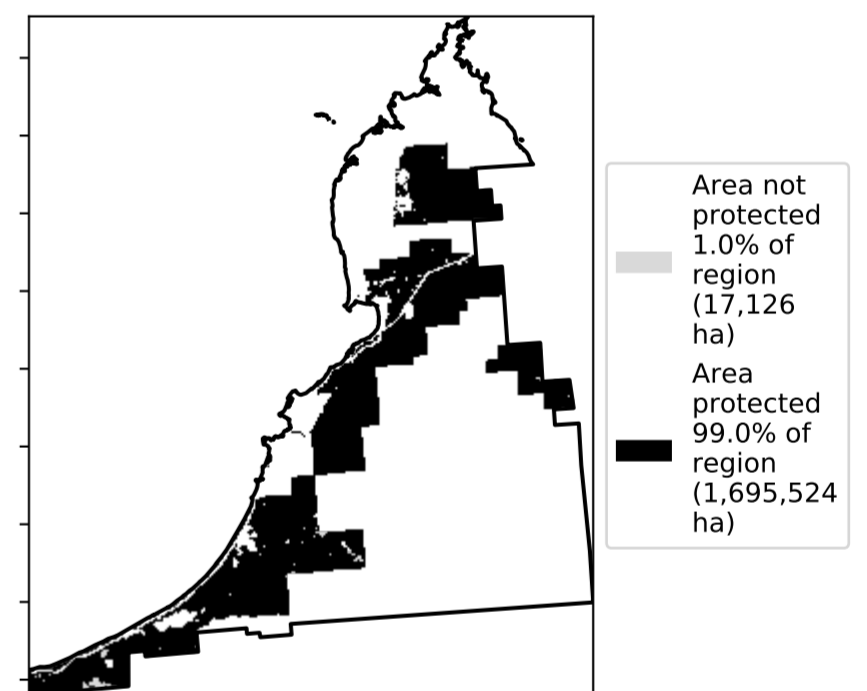 Area not
protected
1.0% of
region
(17,126
ha)
Area
protected
99.0% of
region
(1,695,524
ha)